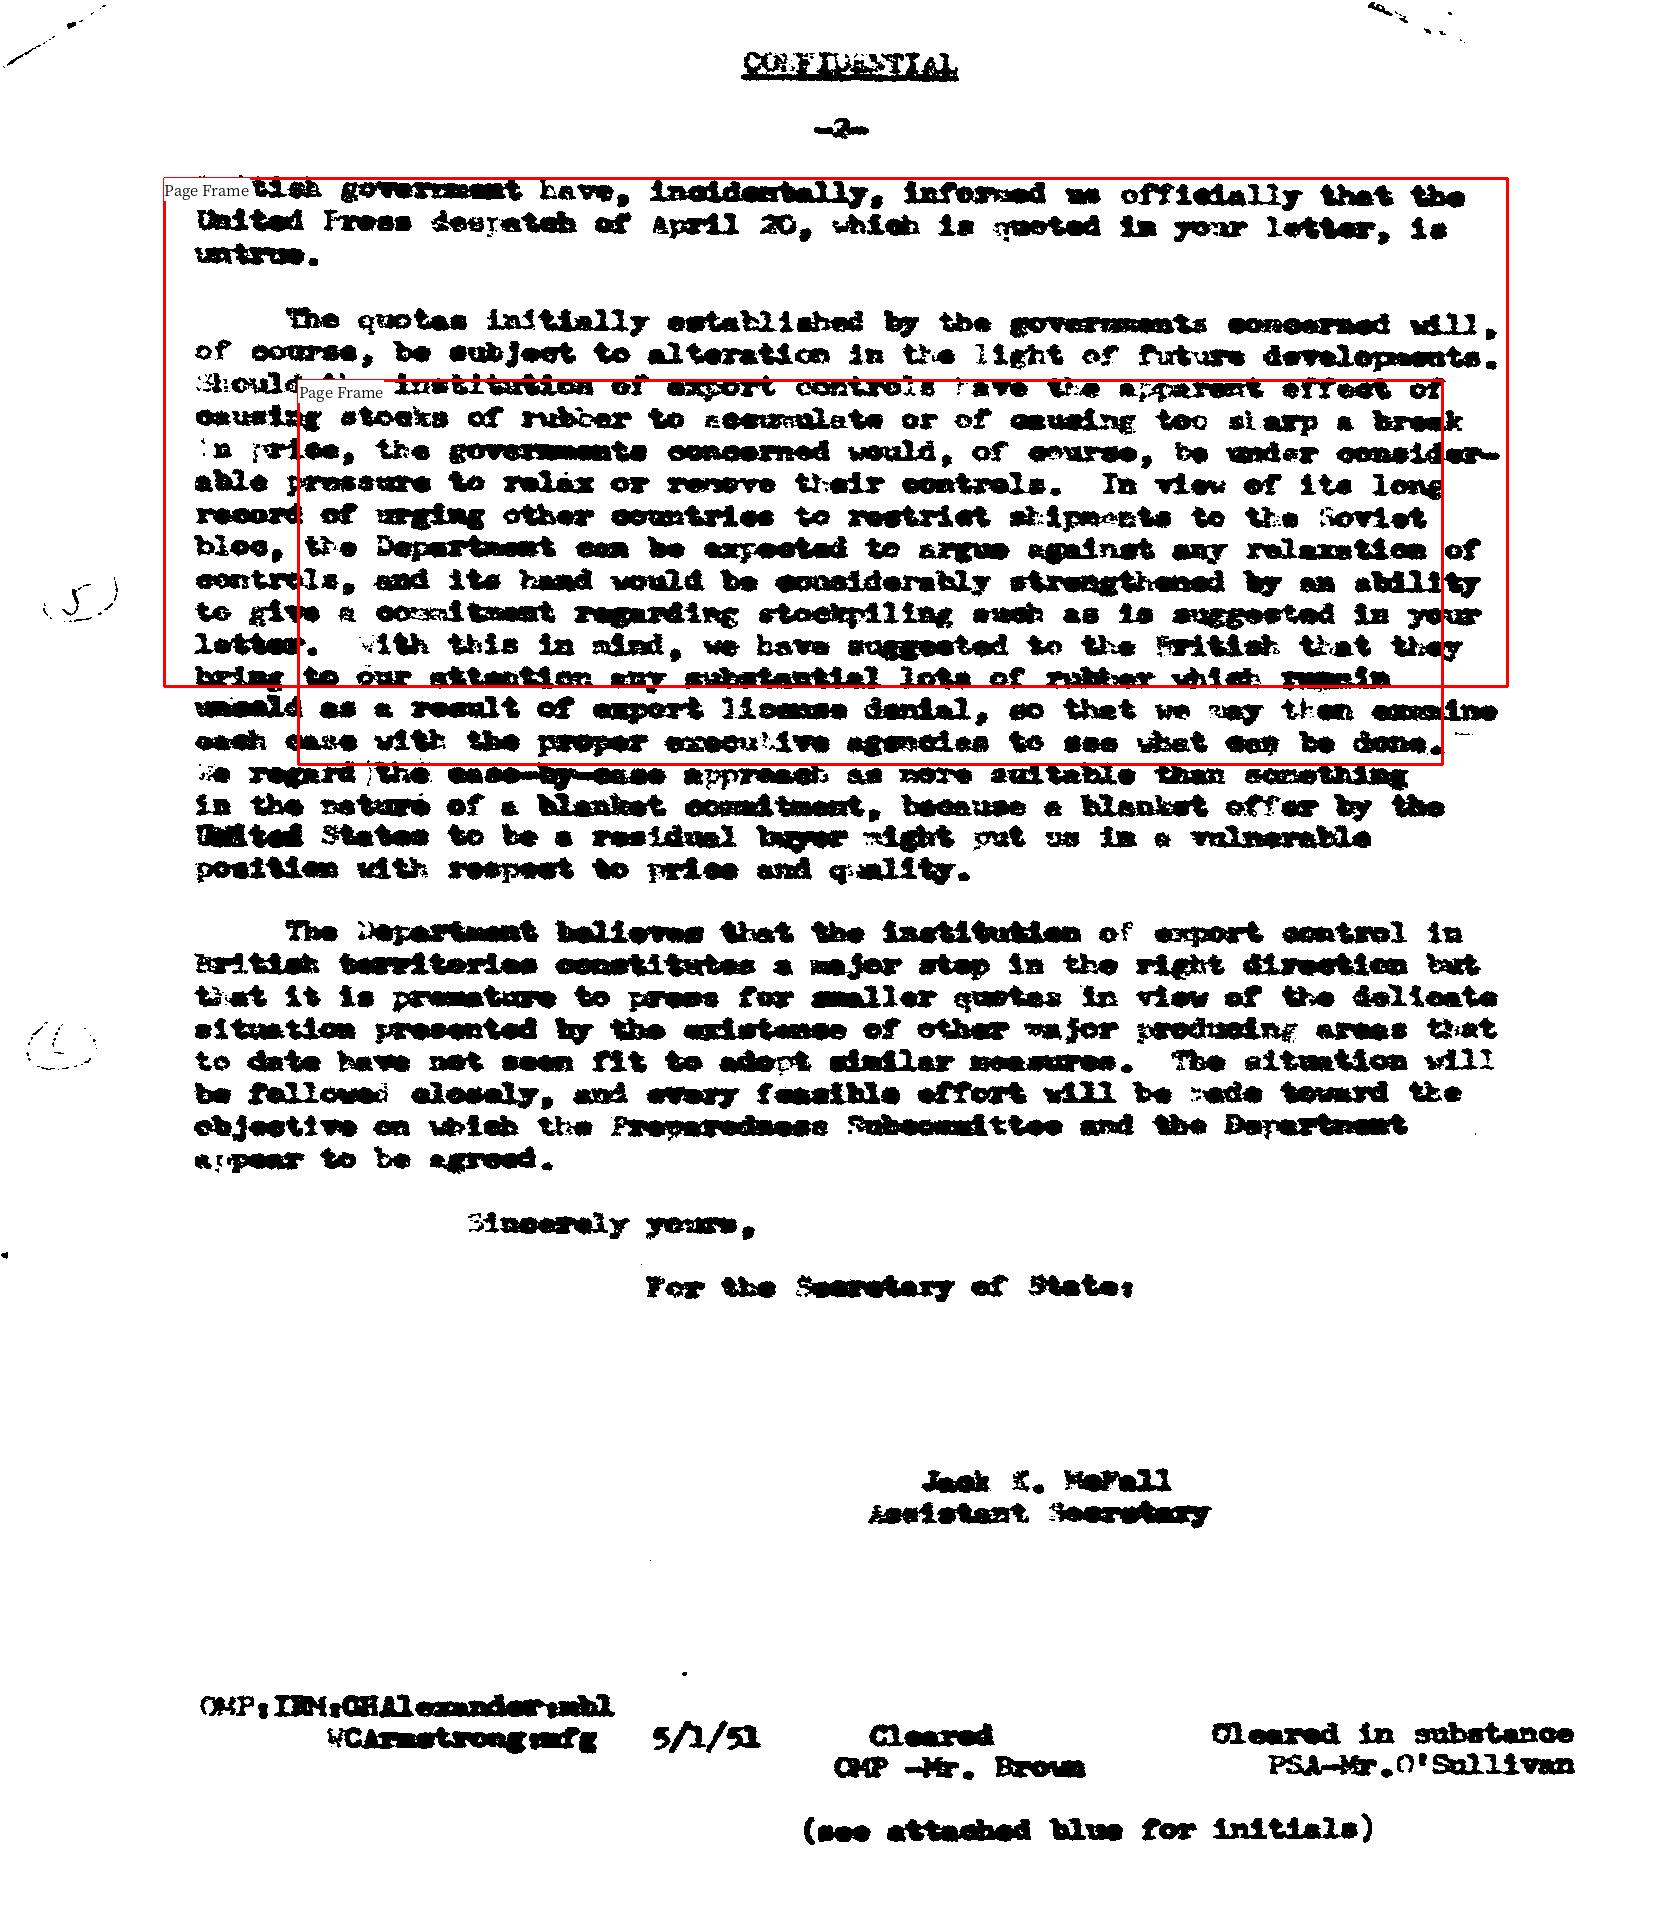 CONFIDENTIAL
-2-
Page Frame tish government have, incidentally, informed us officially that the
United Press despatch of April 20, which is quoted in your letter, is
untrue.
The quotas initially established by the governments concerned will,
of course, be subject to alteration in the light of future developments.
Should institution of export controls have the apparent effect of
Page Frame
causing stocks of rubber to accumulate or of causing too sharp a break
in price, the governments concerned would, of course, be under consider-
able pressure to relax or remove their controls. In view of its long
record of urging other countries to restrict shipments to the Soviet
bloc, the Department can be expected to argue against any relaxation of
controls, and its hand would be considerably strengthened by an ability
5
to give a commitment regarding stockpiling such as is suggested in your
letter. With this in mind, we have suggested to the British that they
bring to our attention any substantial lots of rubber which remain
unsold as a result of export license denial, so that we may then examine
each case with the proper executive agencies to see what can be done.
We regard the case-by-case approach as more suitable than something
in the nature of a blanket commitment, because a blanket offer by the
United States to be a residual buyer might put us in a vulnerable
position with respect to price and quality.
The Department believes that the institution of export control in
British territories constitutes a major step in the right direction but
that it is premature to press for smaller quotas in view of the delicate
situation presented by the existence of other major producing areas that
to date have not seen fit to adopt similar measures. The situation will
be followed closely, and every feasible effort will be made toward the
objective on which the Preparedness Subcommittee and the Department
appear to be agreed.
Sincerely yours,
For the Secretary of State:
Jack K. McFall
Assistant Secretary
OMP:IRM:GHAlexander:mhl
WCArmstrong:mfg 5/1/51 Cleared Cleared in substance
OMP -Mr. Brown PSA-Mr.O'Sullivan
(see attached blue for initials)